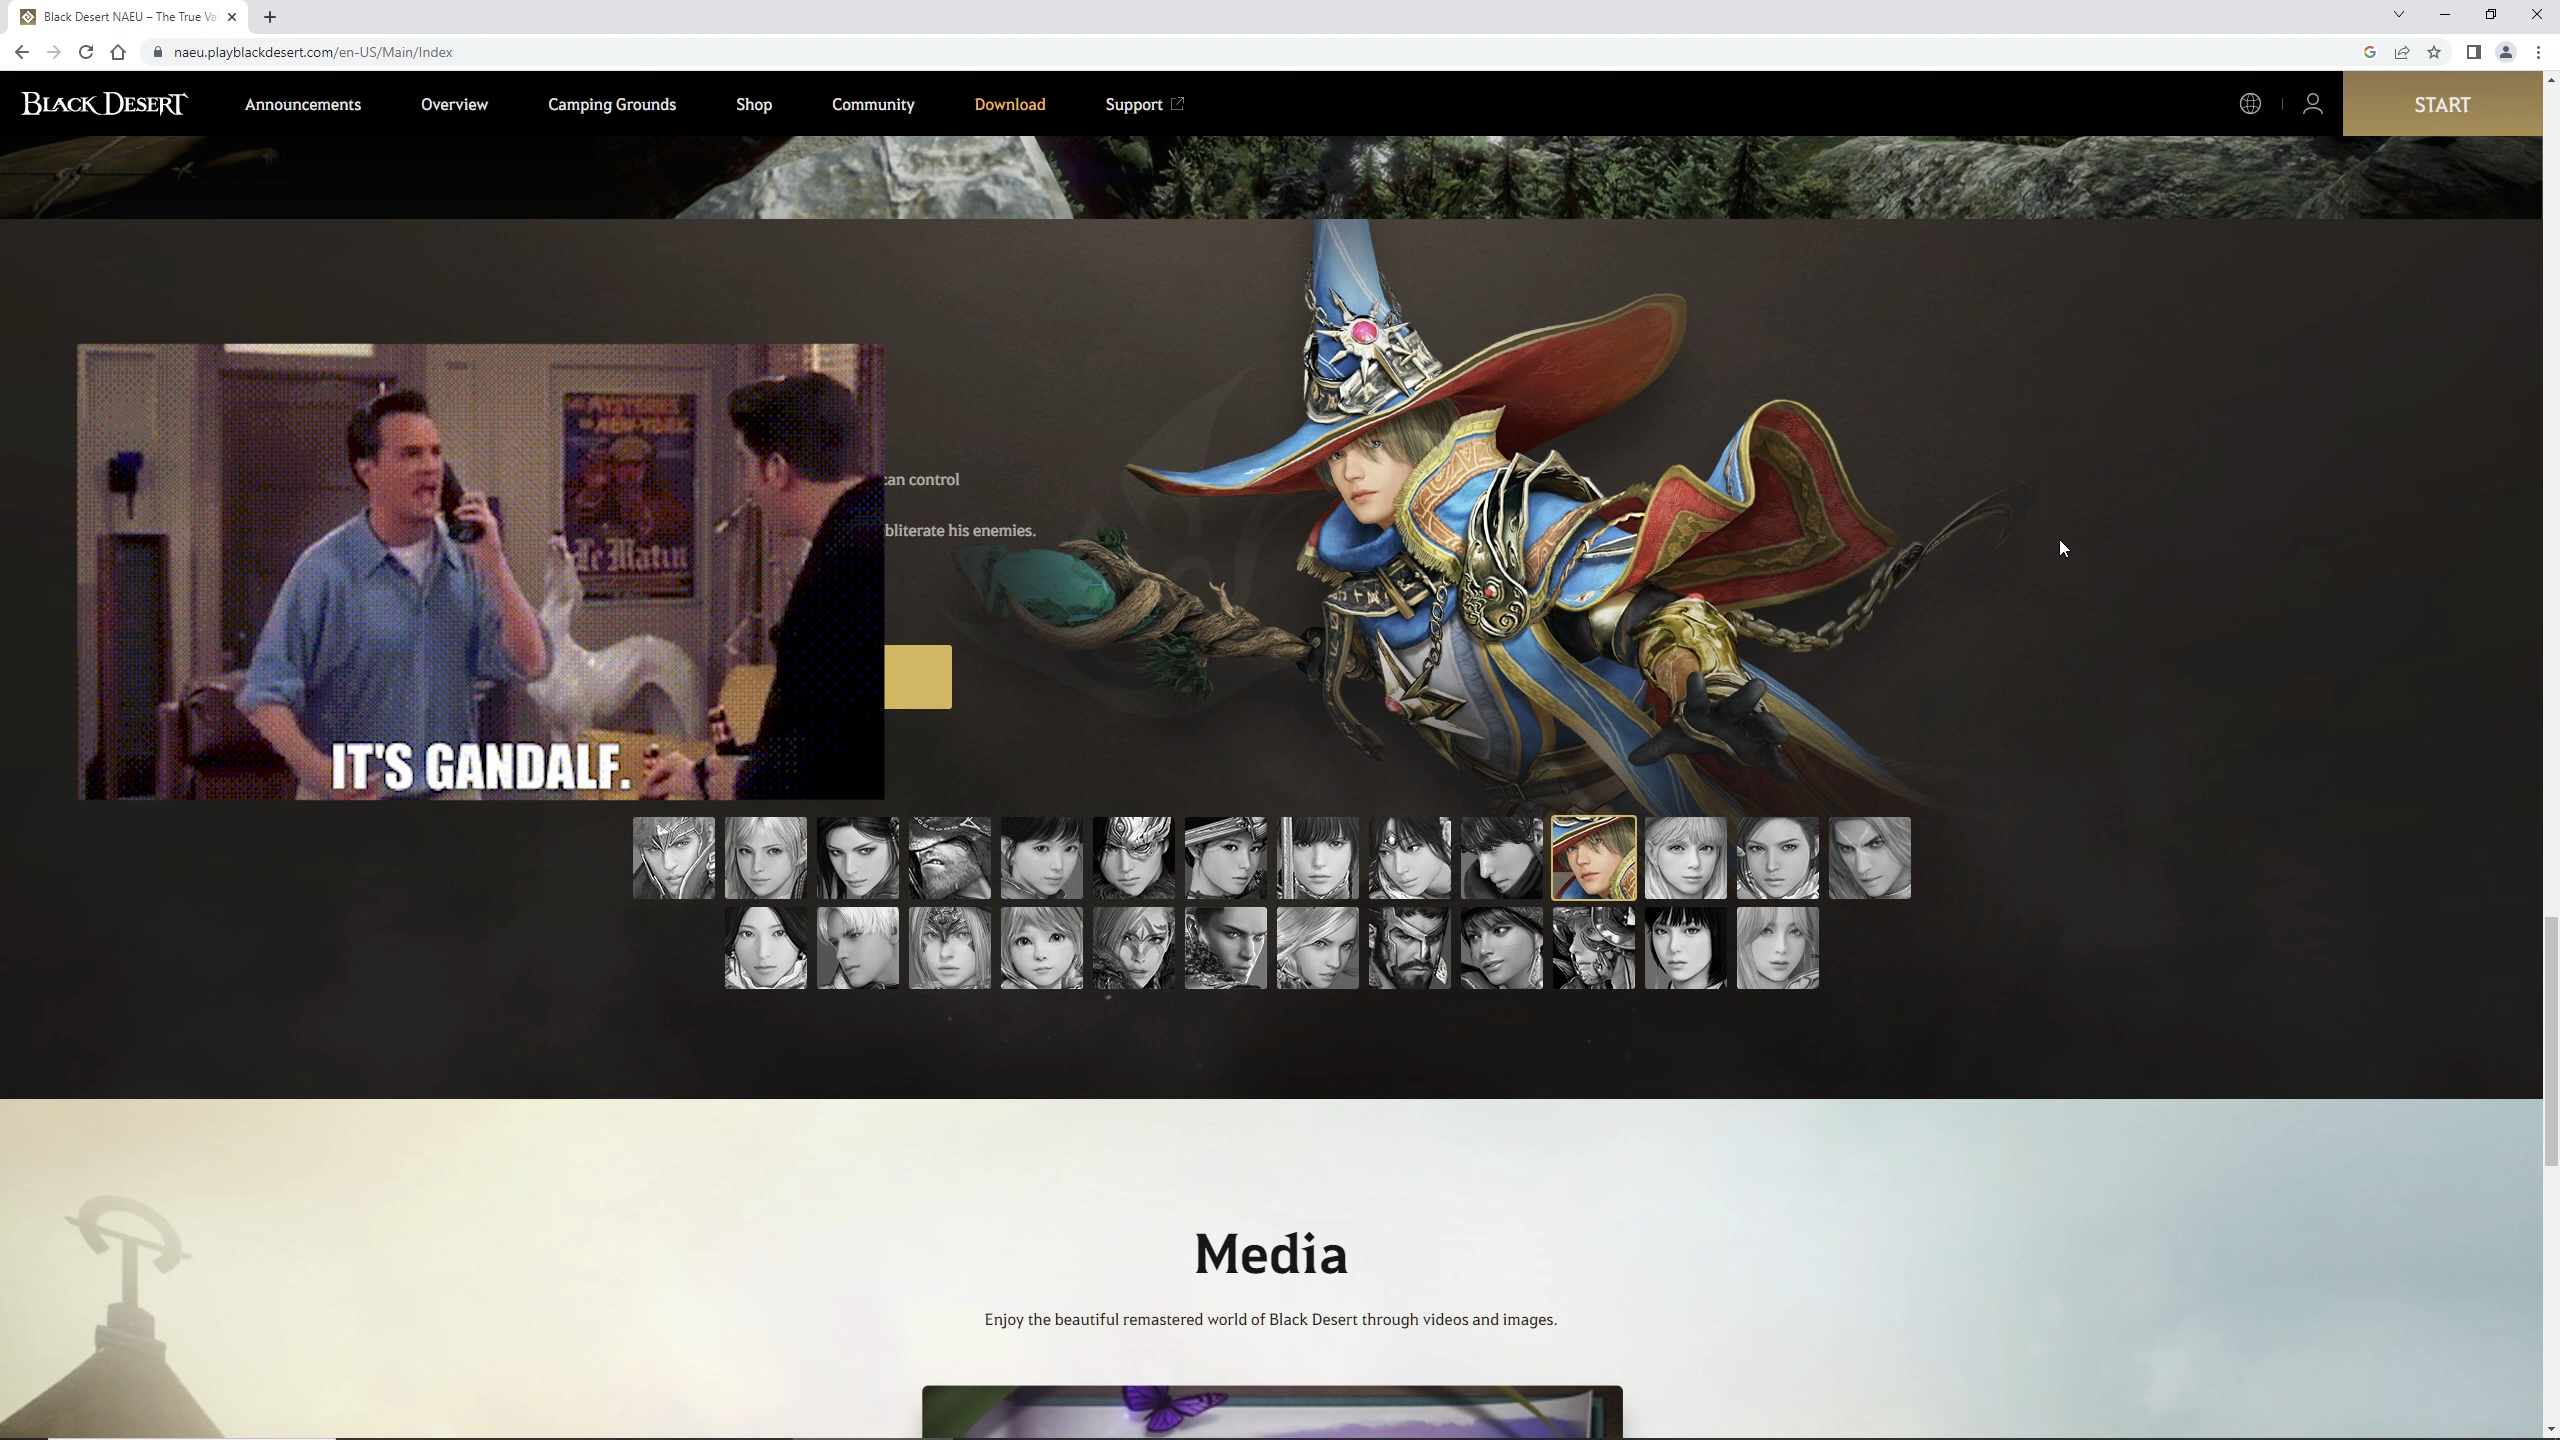 Black Desert NAEU – The True Va
naeu.playblackdesert.com/en-US/Main/Index
BLACK DESERT
Announcements
Overview
Camping Grounds
Shop
Community
Download
Support
START
can control
bliterate his enemies.
Le Matin
IT'S GANDALF.
Media
Enjoy the beautiful remastered world of Black Desert through videos and images.